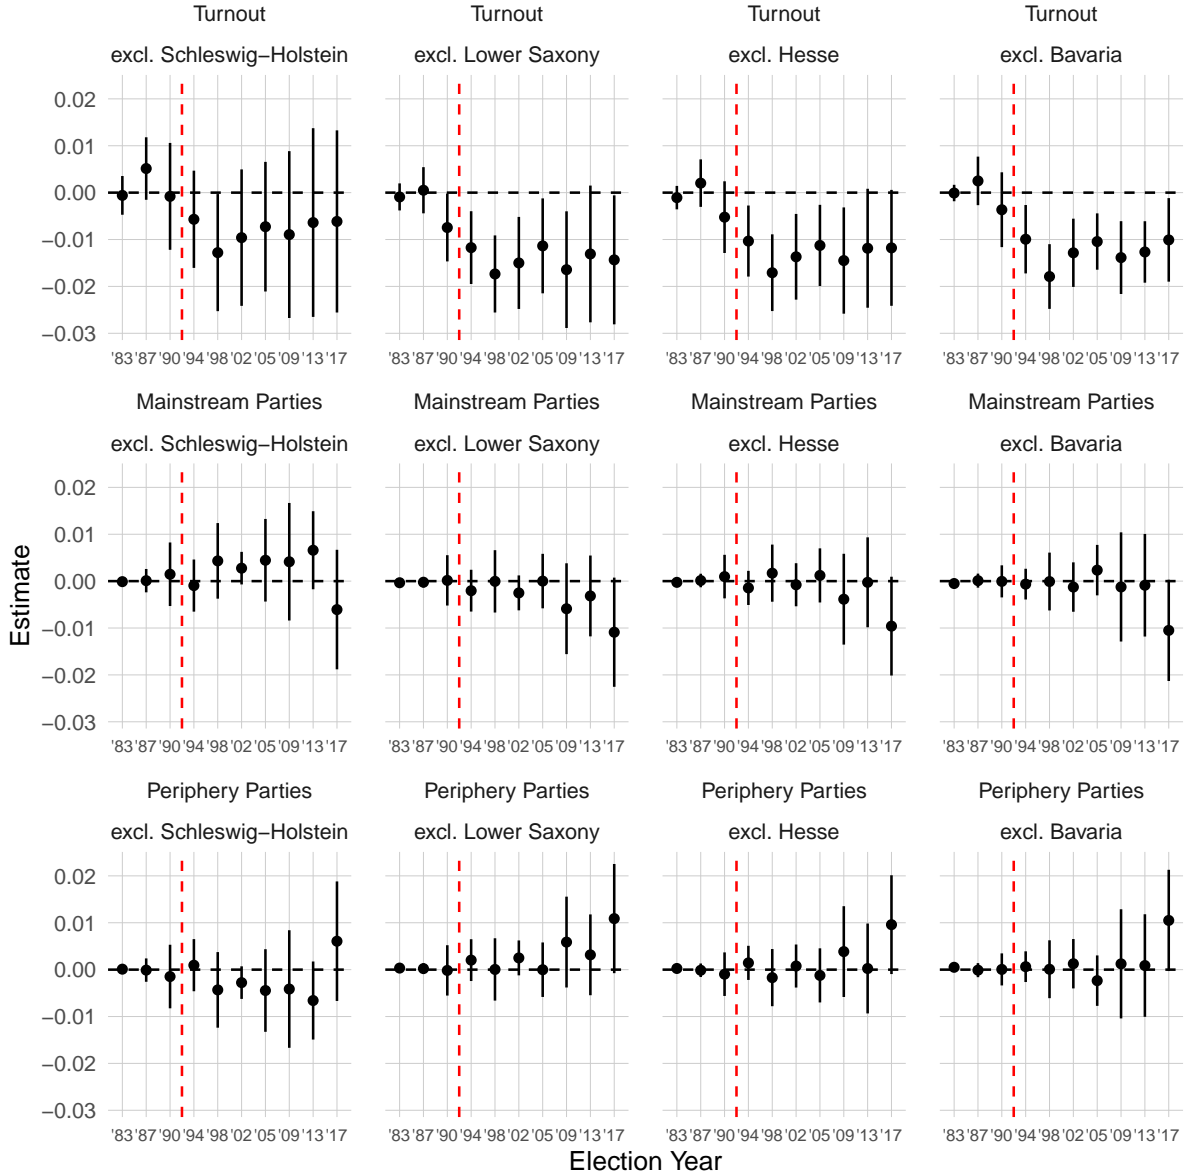 Turnout Turnout Turnout Turnout
excl. Schleswig−Holstein excl. Lower Saxony excl. Hesse excl. Bavaria
0.02
0.01
0.00
−0.01
−0.02
−0.03
'83 '87 '90 '94 '98 '02 '05 '09 '13 '17 '83 '87 '90 '94 '98 '02 '05 '09 '13 '17 '83 '87 '90 '94 '98 '02 '05 '09 '13 '17 '83 '87 '90 '94 '98 '02 '05 '09 '13 '17
Mainstream Parties Mainstream Parties Mainstream Parties Mainstream Parties
excl. Schleswig−Holstein excl. Lower Saxony excl. Hesse excl. Bavaria
0.02
0.01
0.00
−0.01
−0.02
−0.03
'83 '87 '90 '94 '98 '02 '05 '09 '13 '17 '83 '87 '90 '94 '98 '02 '05 '09 '13 '17 '83 '87 '90 '94 '98 '02 '05 '09 '13 '17 '83 '87 '90 '94 '98 '02 '05 '09 '13 '17
Estimate
Periphery Parties Periphery Parties Periphery Parties Periphery Parties
excl. Schleswig−Holstein excl. Lower Saxony excl. Hesse excl. Bavaria
0.02
0.01
0.00
−0.01
−0.02
−0.03
'83 '87 '90 '94 '98 '02 '05 '09 '13 '17 '83 '87 '90 '94 '98 '02 '05 '09 '13 '17 '83 '87 '90 '94 '98 '02 '05 '09 '13 '17 '83 '87 '90 '94 '98 '02 '05 '09 '13 '17
Election Year